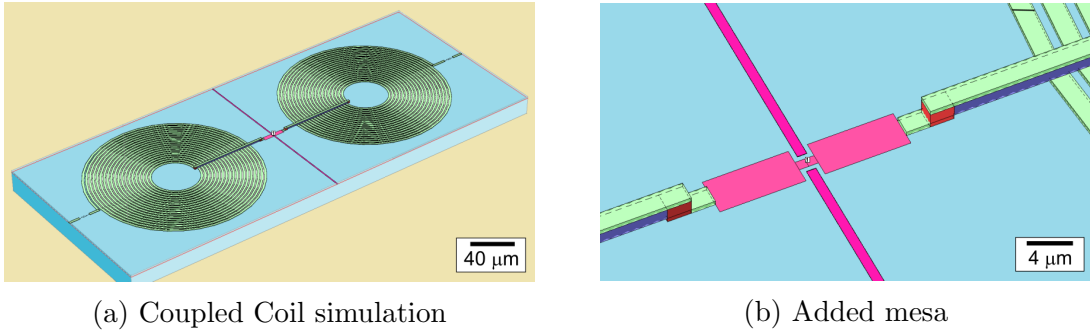 40 μm
4 μm
(a) Coupled Coil simulation
(b) Added mesa